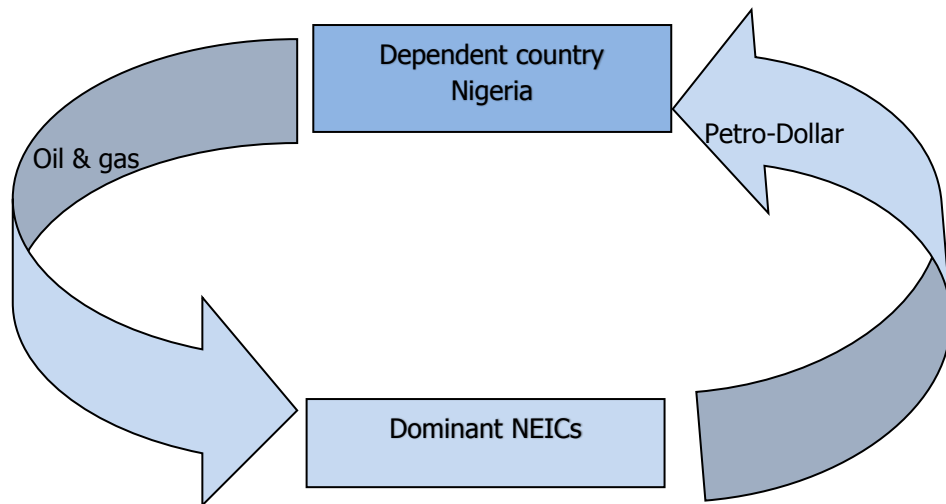 Dependent country
Nigeria
Oil & gas
Petro-Dollar
Dominant NEICs